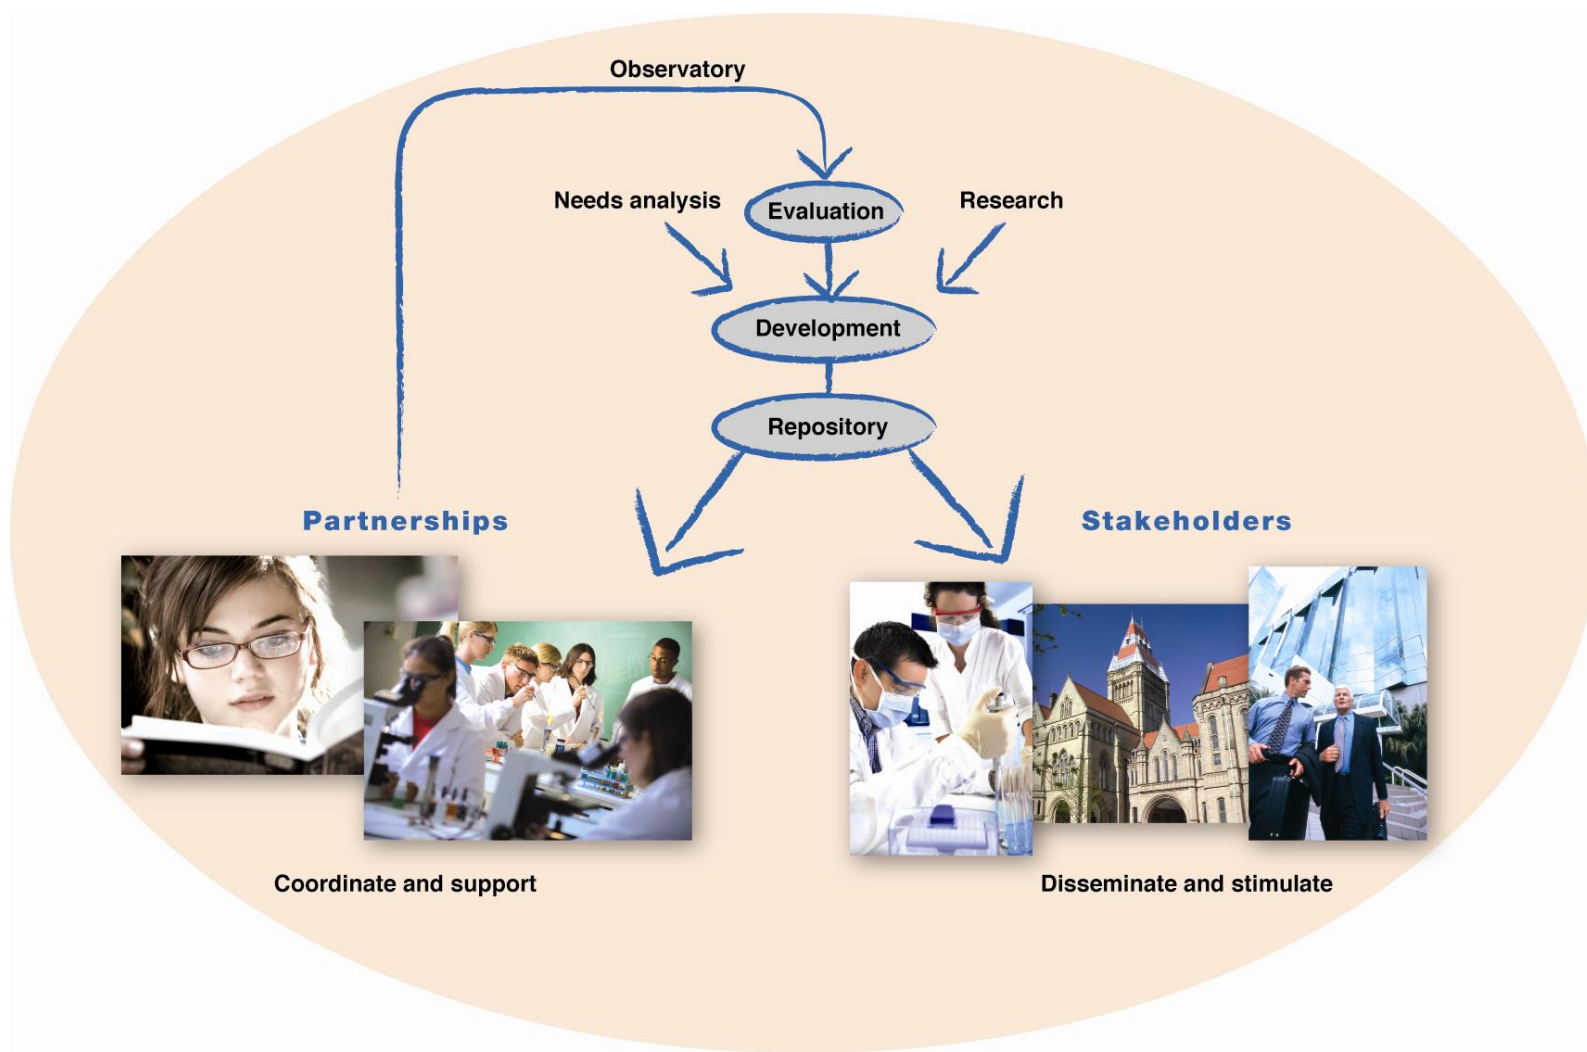 Observatory
Needs analysis
Evaluation
Research
Development
Repository
Partnerships
Stakeholders
Coordinate and support
Disseminate and stimulate